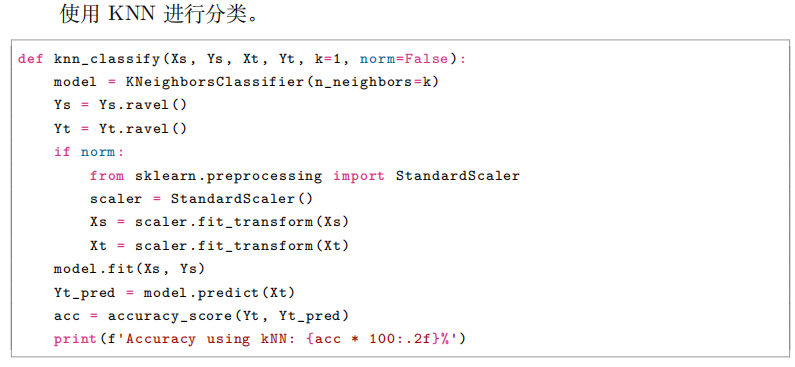 使用 KNN 进行分类。
def knn_classify(Xs, Ys, Xt, Yt, k=1, norm=False):
    model = KNeighborsClassifier(n_neighbors=k)
    Ys = Ys.ravel()
    Yt = Yt.ravel()
    if norm:
        from sklearn.preprocessing import StandardScaler
        scaler = StandardScaler()
        Xs = scaler.fit_transform(Xs)
        Xt = scaler.fit_transform(Xt)
    model.fit(Xs, Ys)
    Yt_pred = model.predict(Xt)
    acc = accuracy_score(Yt, Yt_pred)
    print(f'Accuracy using kNN: {acc * 100:.2f}%')